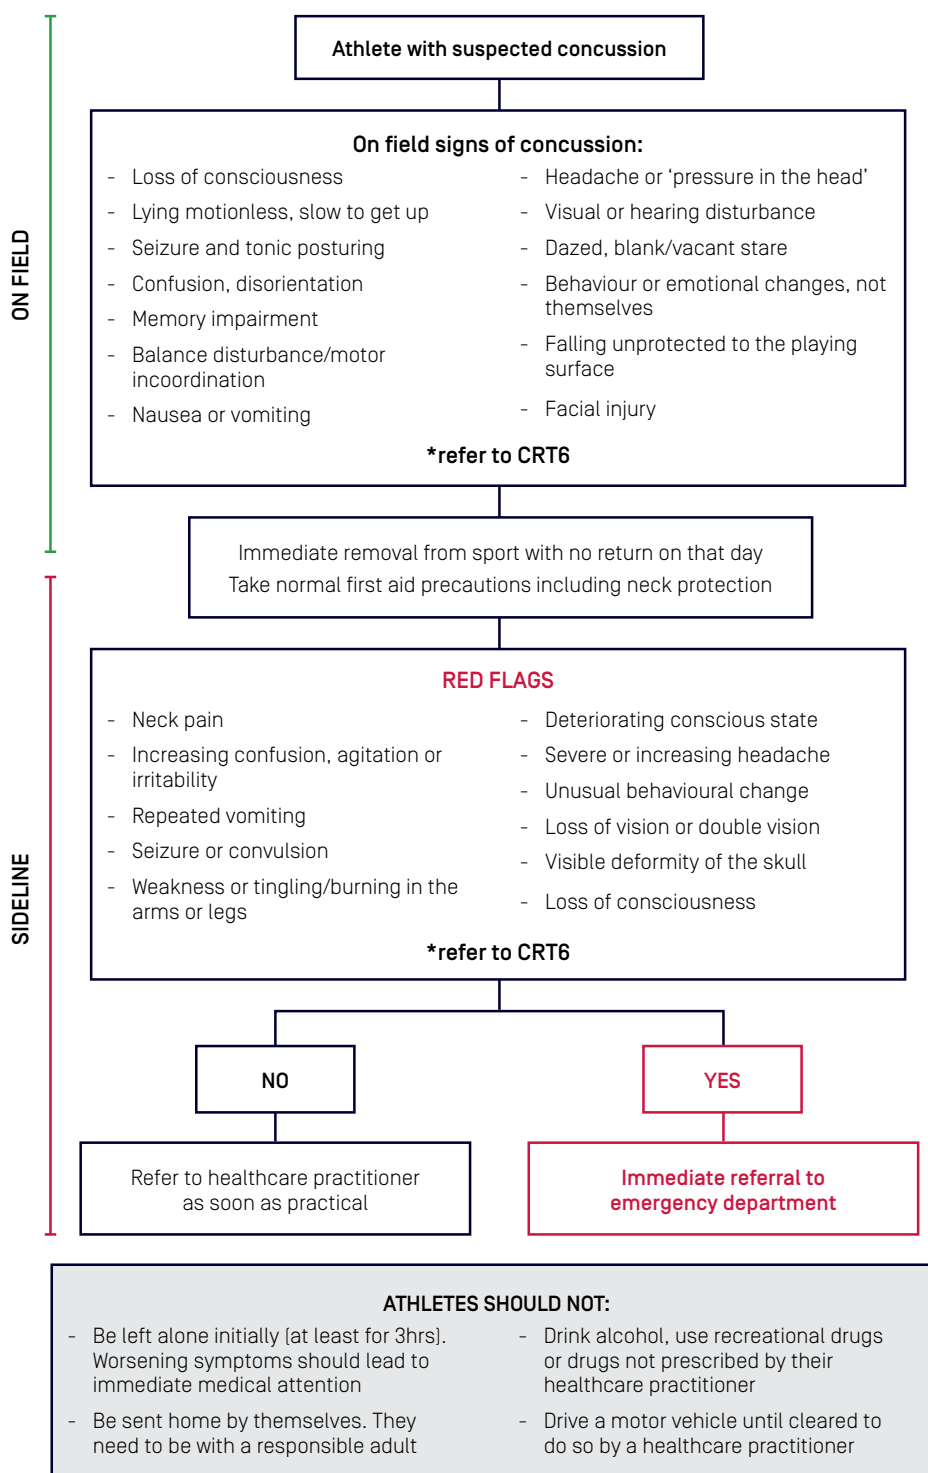 ON FIELD
Athlete with suspected concussion
On field signs of concussion:
- Loss of consciousness
- Lying motionless, slow to get up
- Seizure and tonic posturing
- Confusion, disorientation
- Memory impairment
- Balance disturbance/motor
incoordination
- Nausea or vomiting
- Headache or ‘pressure in the head’
- Visual or hearing disturbance
- Dazed, blank/vacant stare
- Behaviour or emotional changes, not
themselves
- Falling unprotected to the playing
surface
- Facial injury
*refer to CRT6
Immediate removal from sport with no return on that day
Take normal first aid precautions including neck protection
SIDELINE
RED FLAGS
- Neck pain
- Increasing confusion, agitation or
irritability
- Repeated vomiting
- Seizure or convulsion
- Weakness or tingling/burning in the
arms or legs
- Deteriorating conscious state
- Severe or increasing headache
- Unusual behavioural change
- Loss of vision or double vision
- Visible deformity of the skull
- Loss of consciousness
*refer to CRT6
NO
Refer to healthcare practitioner
as soon as practical
YES
Immediate referral to
emergency department
ATHLETES SHOULD NOT:
- Be left alone initially (at least for 3hrs).
Worsening symptoms should lead to
immediate medical attention
- Be sent home by themselves. They
need to be with a responsible adult
- Drink alcohol, use recreational drugs
or drugs not prescribed by their
healthcare practitioner
- Drive a motor vehicle until cleared to
do so by a healthcare practitioner